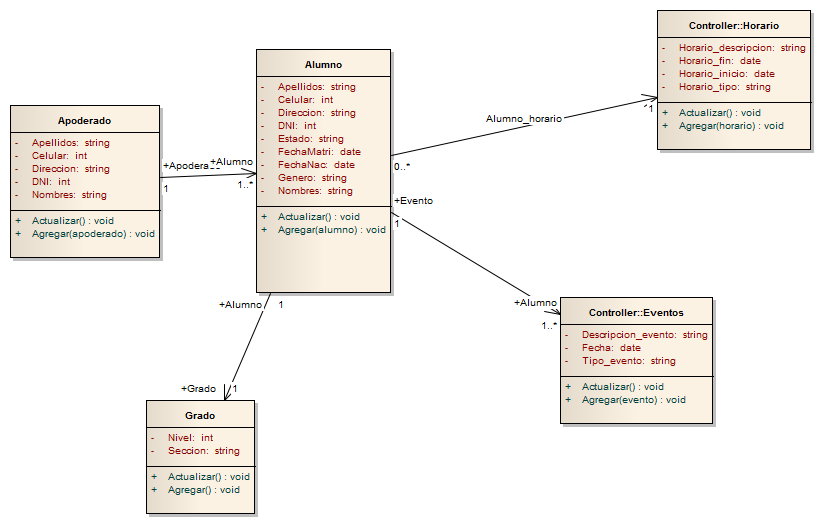 Controller::Horario
- Horario_descripcion: string
- Horario_fin: date
- Horario_inicio: date
- Horario_tipo: string
+ Actualizar() : void
+ Agregar(horario) : void
Alumno
- Apellidos: string
- Celular: int
- Direccion: string
- DNI: int
- Estado: string
- FechaMatri: date
- FechaNac: date
- Genero: string
- Nombres: string
+ Actualizar() : void
+ Agregar(alumno) : void
Apoderado
- Apellidos: string
- Celular: int
- Direccion: string
- DNI: int
- Nombres: string
+ Actualizar() : void
+ Agregar(apoderado) : void
+Alumno
1
1..*
Alumno_horario
1
0..*
+Evento
1
+Alumno
1..*
Controller::Eventos
- Descripcion_evento: string
- Fecha: date
- Tipo_evento: string
+ Actualizar() : void
+ Agregar(evento) : void
+Alumno
1
+Grado
1
Grado
- Nivel: int
- Seccion: string
+ Actualizar() : void
+ Agregar() : void